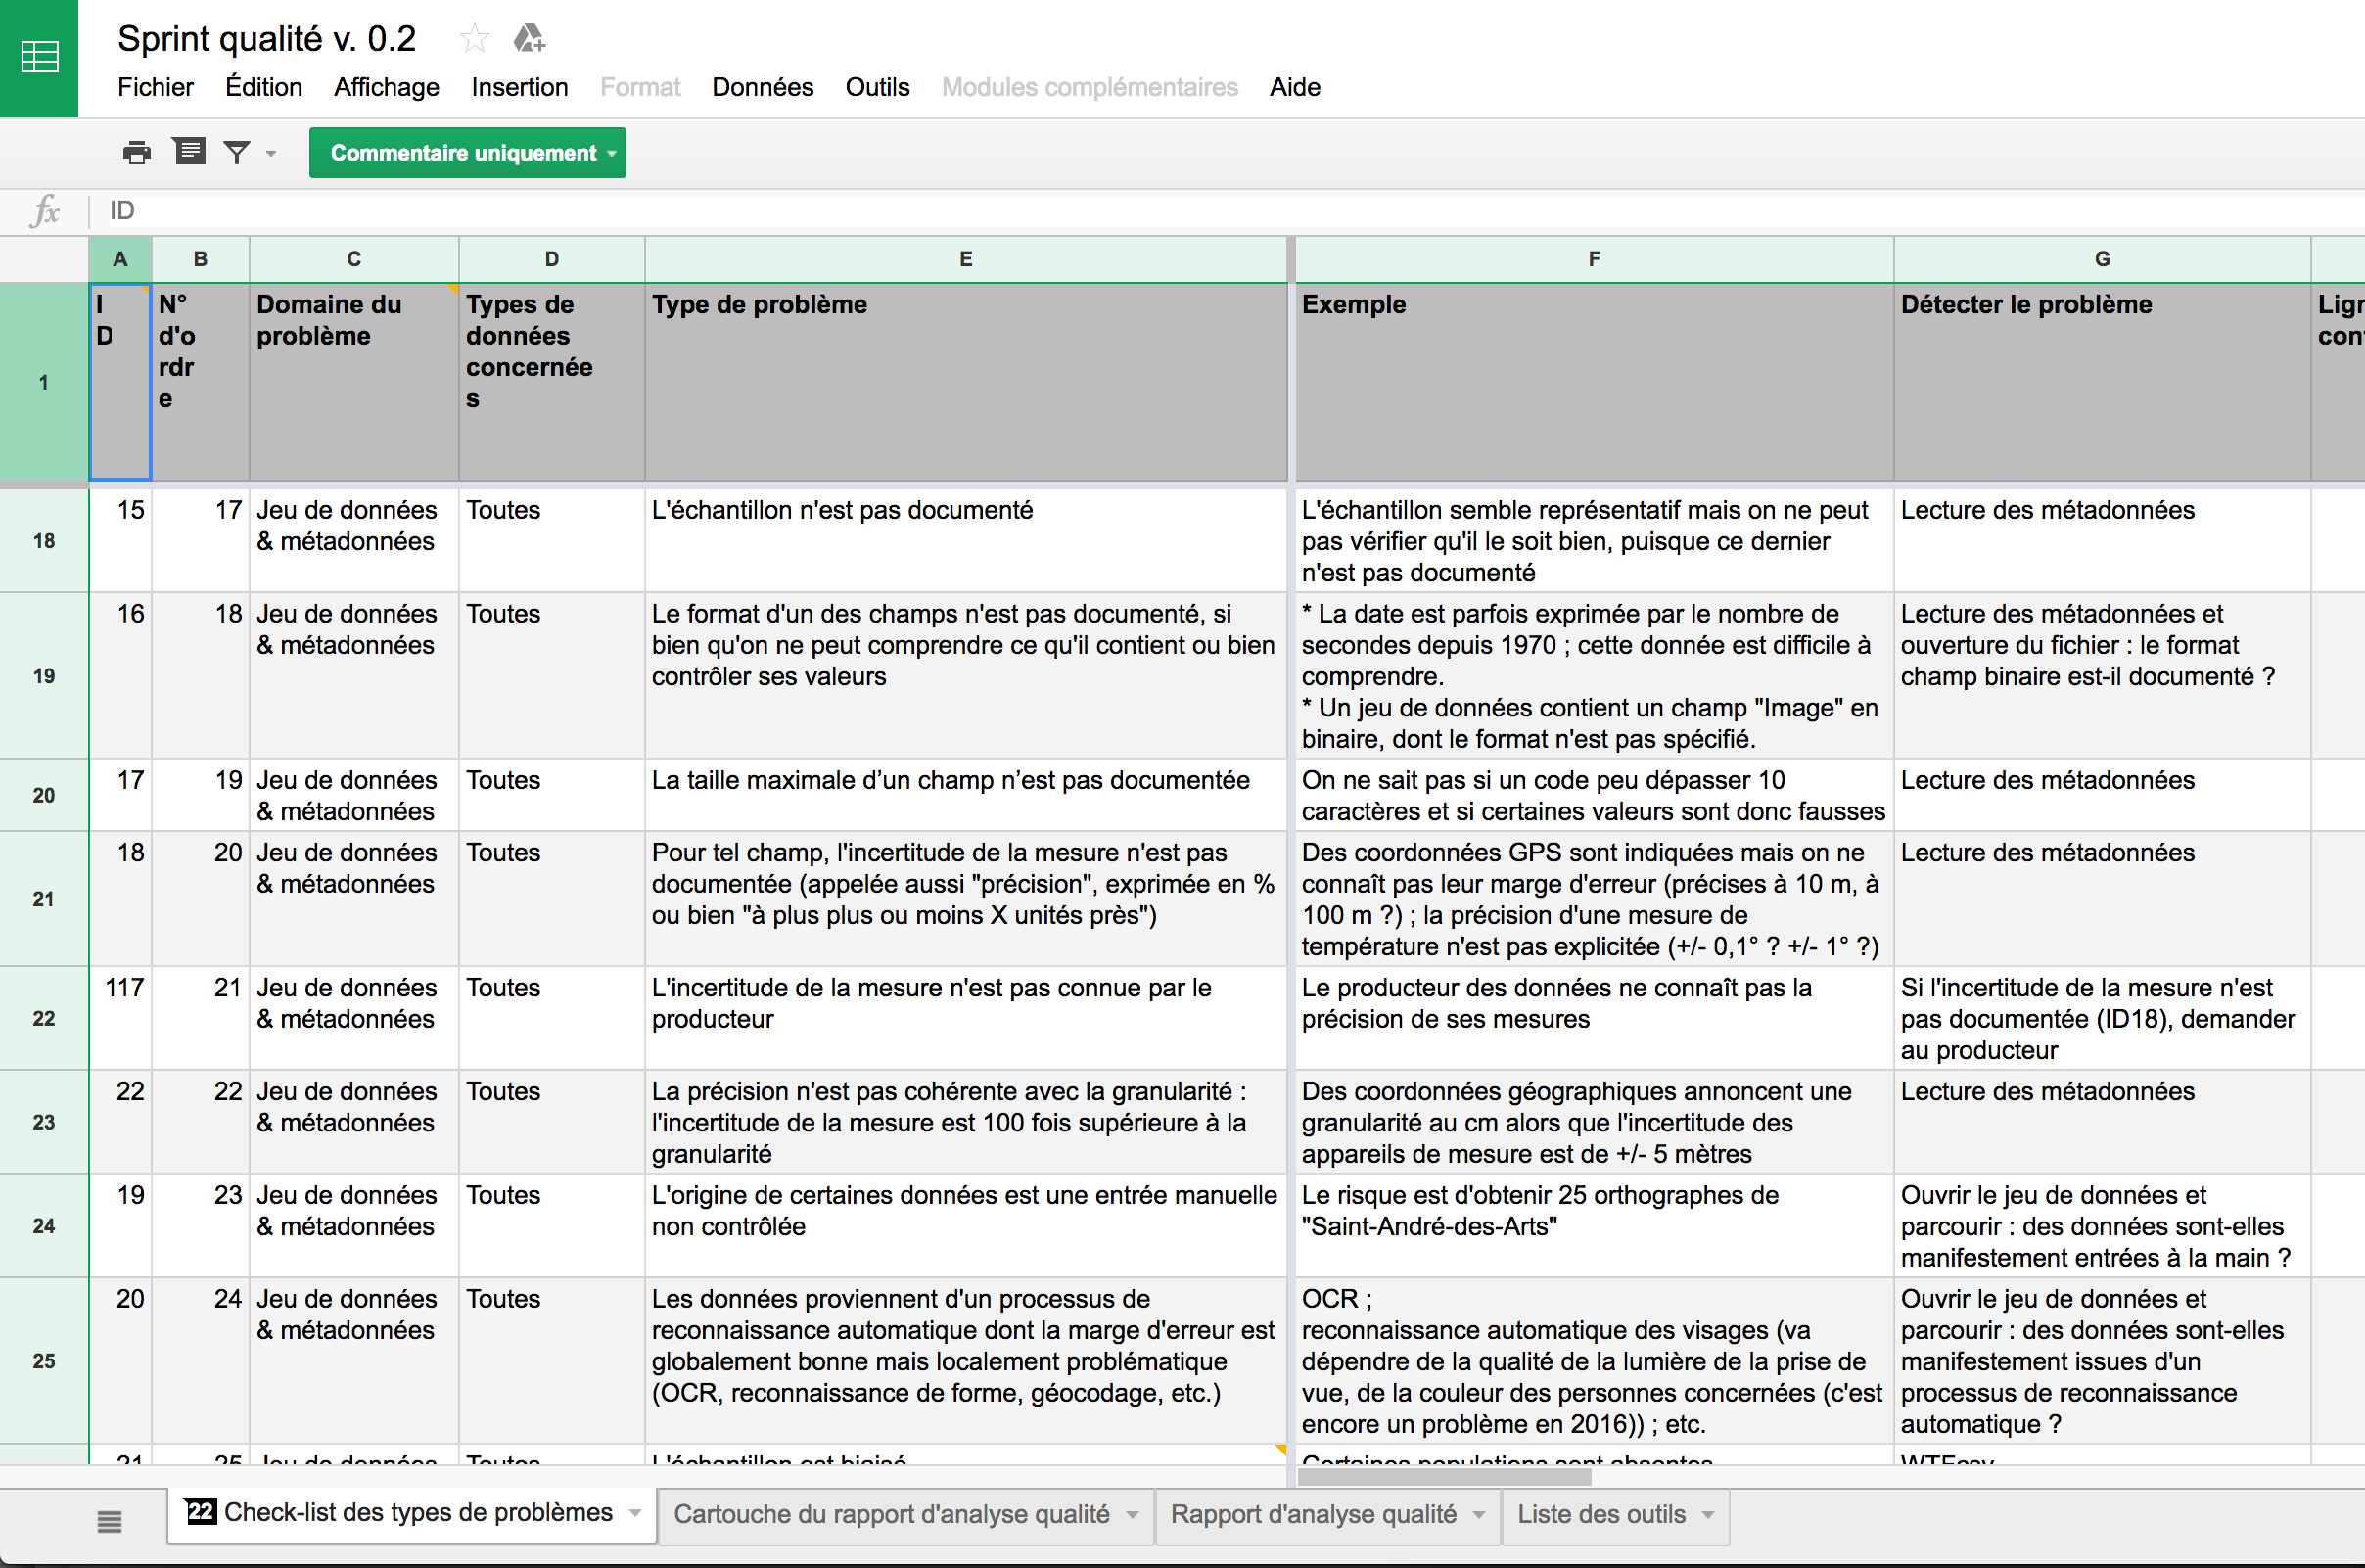 Sprint qualité v. 0.2
Fichier Édition Affichage Insertion Format Données Outils Modules complémentaires Aide
Commentaire uniquement
fx ID
A B C D E F G
1
I
D
N°
d'o
rdr
e
Domaine du
problème
Types de
données
concernée
s
Type de problème
Exemple
Détecter le problème
Lign
con
18
15
17
Jeu de données
& métadonnées
Toutes
L'échantillon n'est pas documenté
L'échantillon semble représentatif mais on ne peut
pas vérifier qu'il le soit bien, puisque ce dernier
n'est pas documenté
Lecture des métadonnées
19
16
18
Jeu de données
& métadonnées
Toutes
Le format d'un des champs n'est pas documenté, si
bien qu'on ne peut comprendre ce qu'il contient ou bien
contrôler ses valeurs
* La date est parfois exprimée par le nombre de
secondes depuis 1970 ; cette donnée est difficile à
comprendre.
* Un jeu de données contient un champ "Image" en
binaire, dont le format n'est pas spécifié.
Lecture des métadonnées et
ouverture du fichier : le format
champ binaire est-il documenté ?
20
17
19
Jeu de données
& métadonnées
Toutes
La taille maximale d’un champ n’est pas documentée
On ne sait pas si un code peu dépasser 10
caractères et si certaines valeurs sont donc fausses
Lecture des métadonnées
21
18
20
Jeu de données
& métadonnées
Toutes
Pour tel champ, l'incertitude de la mesure n'est pas
documentée (appelée aussi "précision", exprimée en %
ou bien "à plus plus ou moins X unités près")
Des coordonnées GPS sont indiquées mais on ne
connaît pas leur marge d'erreur (précises à 10 m, à
100 m ?) ; la précision d'une mesure de
température n'est pas explicitée (+/- 0,1° ? +/- 1° ?)
Lecture des métadonnées
22
117
21
Jeu de données
& métadonnées
Toutes
L'incertitude de la mesure n'est pas connue par le
producteur
Le producteur des données ne connaît pas la
précision de ses mesures
Si l'incertitude de la mesure n'est
pas documentée (ID18), demander
au producteur
23
22
22
Jeu de données
& métadonnées
Toutes
La précision n'est pas cohérente avec la granularité :
l'incertitude de la mesure est 100 fois supérieure à la
granularité
Des coordonnées géographiques annoncent une
granularité au cm alors que l'incertitude des
appareils de mesure est de +/- 5 mètres
Lecture des métadonnées
24
19
23
Jeu de données
& métadonnées
Toutes
L'origine de certaines données est une entrée manuelle
non contrôlée
Le risque est d'obtenir 25 orthographes de
"Saint-André-des-Arts"
Ouvrir le jeu de données et
parcourir : des données sont-elles
manifestement entrées à la main ?
25
20
24
Jeu de données
& métadonnées
Toutes
Les données proviennent d'un processus de
reconnaissance automatique dont la marge d'erreur est
globalement bonne mais localement problématique
(OCR, reconnaissance de forme, géocodage, etc.)
OCR ;
reconnaissance automatique des visages (va
dépendre de la qualité de la lumière de la prise de
vue, de la couleur des personnes concernées (c'est
encore un problème en 2016)) ; etc.
Ouvrir le jeu de données et
parcourir : des données sont-elles
manifestement issues d'un
processus de reconnaissance
automatique ?
21
25
Jeu de données
Toutes
L'échantillon est biaisé
Certaines populations sont absentes
22 Check-list des types de problèmes
Cartouche du rapport d'analyse qualité
Rapport d'analyse qualité
Liste des outils